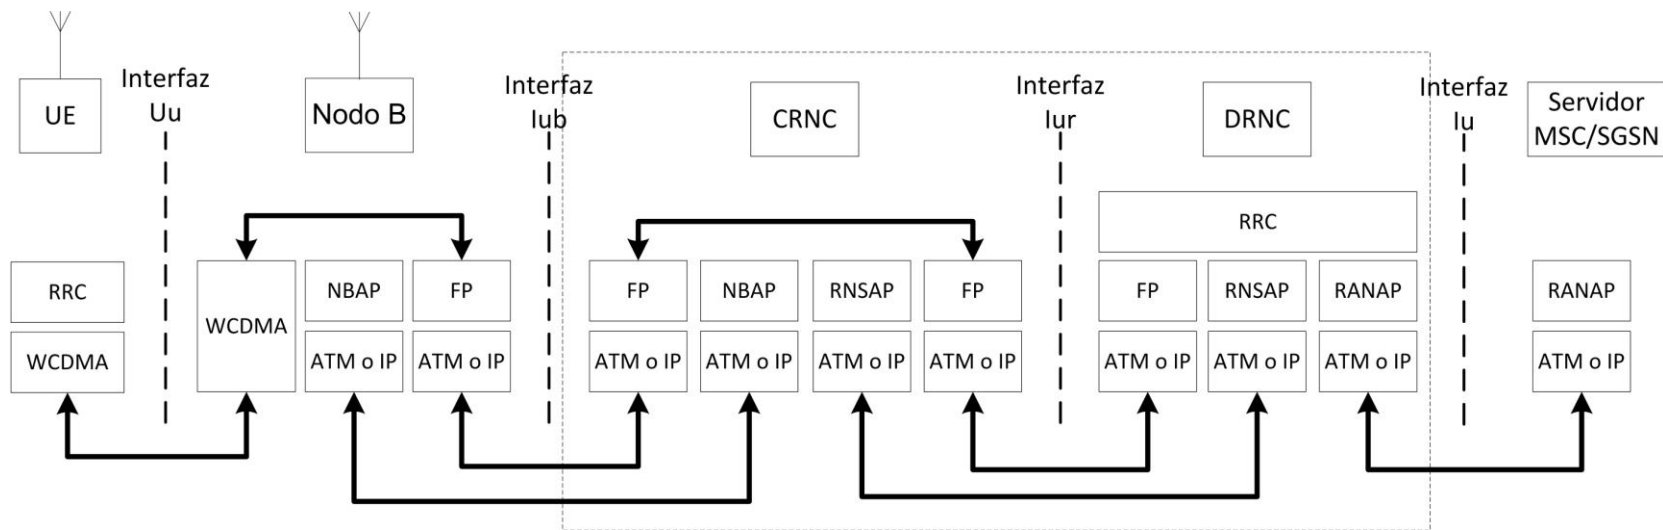 UE
Interfaz
Uu
Nodo B
Interfaz
Iub
CRNC
Interfaz
Iur
DRNC
Interfaz
Iu
Servidor
MSC/SGSN
RRC
RRC
WCDMA
NBAP
FP
FP
NBAP
RNSAP
FP
FP
RNSAP
RANAP
RANAP
WCDMA
ATM o IP
ATM o IP
ATM o IP
ATM o IP
ATM o IP
ATM o IP
ATM o IP
ATM o IP
ATM o IP
ATM o IP